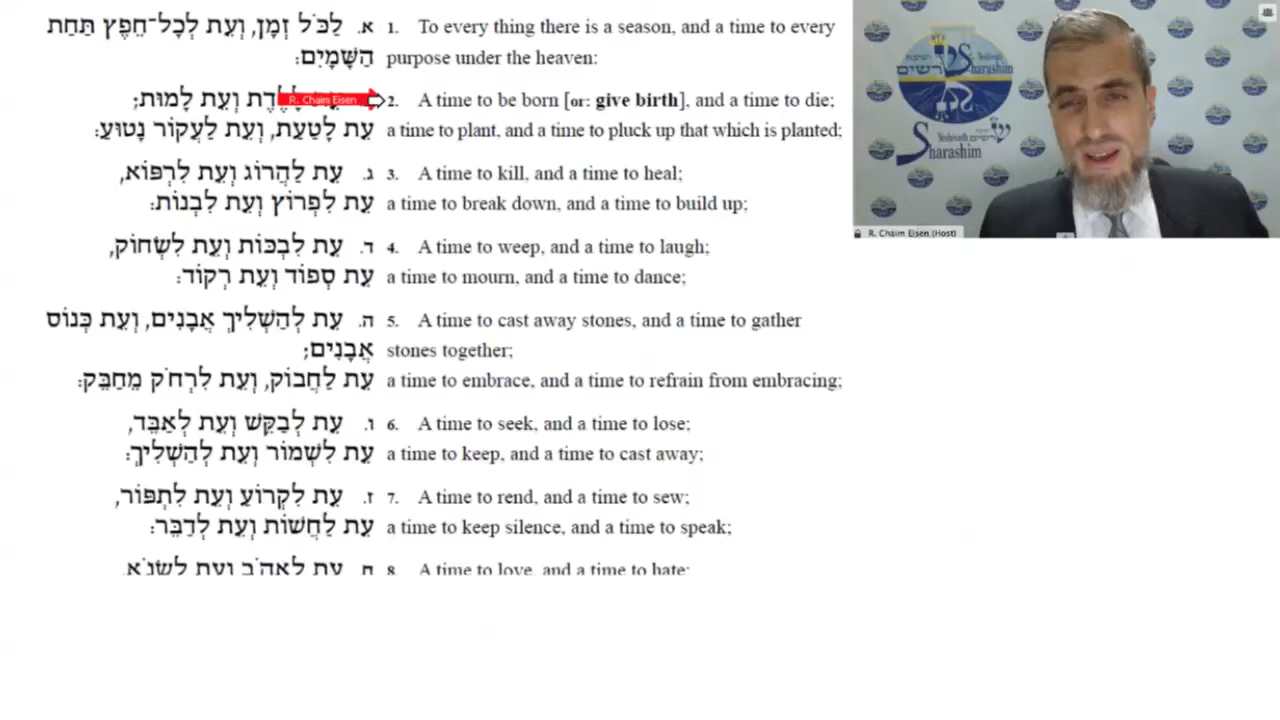 א. לַכֹּל זְמָן, וְעֵת לְכָל־חֵפֶץ תַּחַת
הַשָּׁמָיִם:
1. To every thing there is a season, and a time to every
purpose under the heaven:
לָלֶדֶת וְעֵת לָמוּת;
R. Chaim Eisen
עֵת לָטַעַת, וְעֵת לַעֲקוֹר נָטוּעַ:
2. A time to be born [or: give birth], and a time to die;
a time to plant, and a time to pluck up that which is planted;
ג. עֵת לַהֲרוֹג וְעֵת לִרְפּוֹא,
עֵת לִפְרוֹץ וְעֵת לִבְנוֹת:
3. A time to kill, and a time to heal;
a time to break down, and a time to build up;
ד. עֵת לִבְכּוֹת וְעֵת לִשְׂחוֹק,
עֵת סְפוֹד וְעֵת רְקוֹד:
4. A time to weep, and a time to laugh;
a time to mourn, and a time to dance;
ה. עֵת לְהַשְׁלִיךְ אֲבָנִים, וְעֵת כְּנוֹס
אֲבָנִים;
עֵת לַחֲבוֹק, וְעֵת לִרְחֹק מֵחַבֵּק:
5. A time to cast away stones, and a time to gather
stones together;
a time to embrace, and a time to refrain from embracing;
ו. עֵת לְבַקֵּשׁ וְעֵת לְאַבֵּד,
עֵת לִשְׁמוֹר וְעֵת לְהַשְׁלִיךְ:
6. A time to seek, and a time to lose;
a time to keep, and a time to cast away;
ז. עֵת לִקְרוֹעַ וְעֵת לִתְפּוֹר,
עֵת לַחֲשׁוֹת וְעֵת לְדַבֵּר:
7. A time to rend, and a time to sew;
a time to keep silence, and a time to speak;
ח. עֵת לֶאֱהֹב וְעֵת לִשְׂנֹא,
8. A time to love, and a time to hate;
Yeshivath
Sharashim
ישיבת
שרשים
Yeshivath ישיבת
Sharashim שרשים
R. Chaim Eisen (Host)